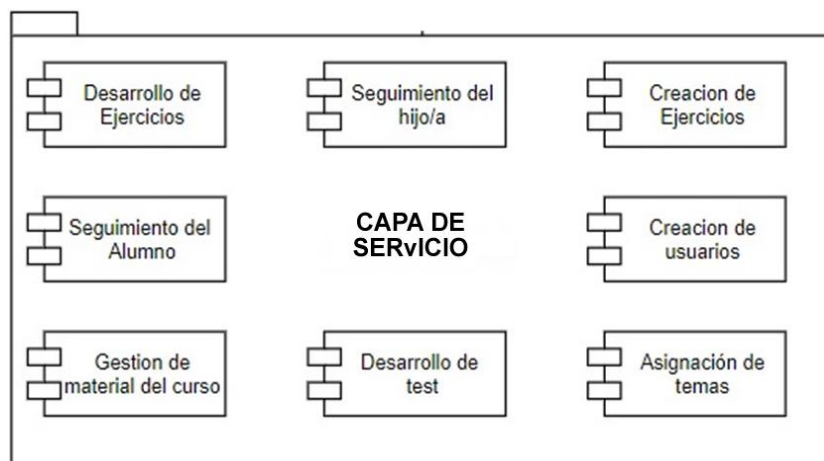 Desarrollo de
Ejercicios
Seguimiento del
hijo/a
Creacion de
Ejercicios
Seguimiento del
Alumno
CAPA DE
SERvICIO
Creacion de
usuarios
Gestion de
material del curso
Desarrollo de
test
Asignación de
temas